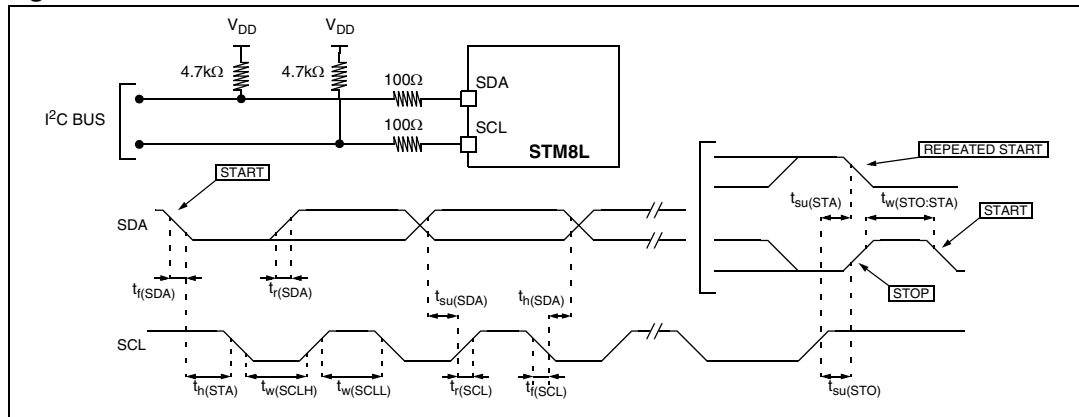 VDD VDD
4.7kΩ 4.7kΩ 100Ω SDA
I²C BUS 100Ω SCL
STM8L
START REPEATED START
tsu(STA) tw(STO:STA) START
SDA
tf(SDA) tr(SDA) tsu(SDA) th(SDA) STOP
SCL
th(STA) tw(SCLH) tw(SCLL) tr(SCL) tf(SCL) tsu(STO)